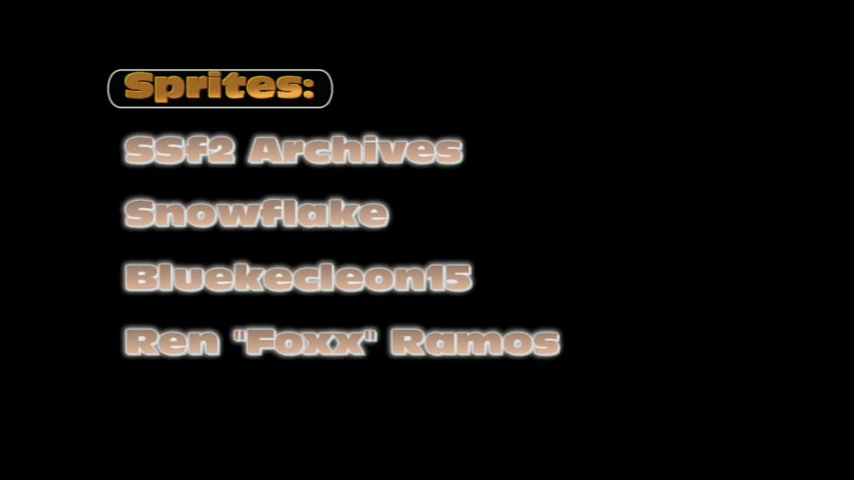 Sprites:
SSf2 Archives
Snowflake
Bluekecleon15
Ren "Foxx" Ramos